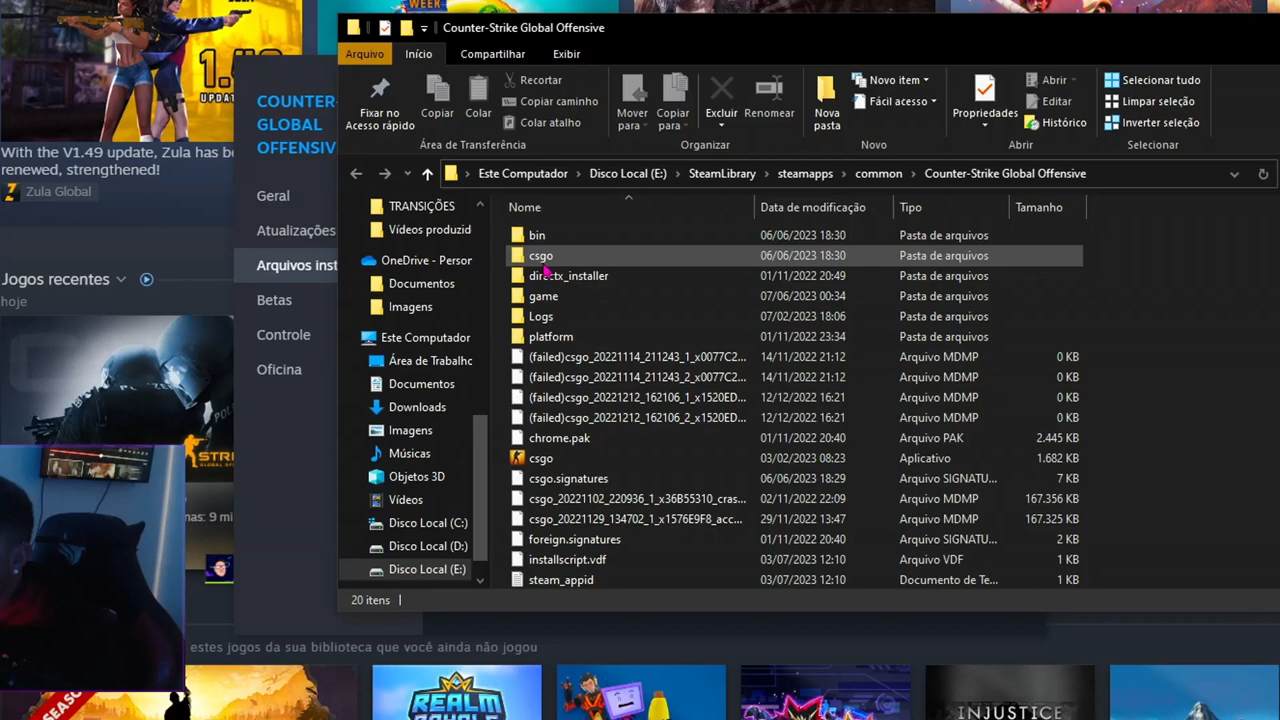 WEEK
1.49
UPDATE
With the V1.49 update, Zula has be
renewed, strengthened!
Zula Global
Jogos recentes
hoje
COUNTER-
GLOBAL
OFFENSIV
Geral
Atualizações
Arquivos inst
Betas
Controle
Oficina
Counter-Strike Global Offensive
Arquivo
Início
Compartilhar
Exibir
Fixar no
Acesso rápido
Copiar
Colar
Recortar
Copiar caminho
Colar atalho
Área de Transferência
Mover
para
Copiar
para
Excluir
Renomear
Organizar
Nova
pasta
Novo item
Fácil acesso
Novo
Propriedades
Abrir
Editar
Histórico
Abrir
Selecionar tudo
Limpar seleção
Inverter seleção
Selecionar
Este Computador > Disco Local (E:) > SteamLibrary > steamapps > common > Counter-Strike Global Offensive
TRANSIÇÕES
Vídeos produzid
OneDrive - Person
Documentos
Imagens
Este Computador
Área de Trabalhc
Documentos
Downloads
Imagens
Músicas
Objetos 3D
Vídeos
Disco Local (C:)
Disco Local (D:)
Disco Local (E:)
Nome Data de modificação Tipo Tamanho
bin 06/06/2023 18:30 Pasta de arquivos
csgo 06/06/2023 18:30 Pasta de arquivos
directx_installer 01/11/2022 20:49 Pasta de arquivos
game 07/06/2023 00:34 Pasta de arquivos
Logs 07/02/2023 18:06 Pasta de arquivos
platform 01/11/2022 23:34 Pasta de arquivos
(failed)csgo_20221114_211243_1_x0077C2... 14/11/2022 21:12 Arquivo MDMP 0 KB
(failed)csgo_20221114_211243_2_x0077C2... 14/11/2022 21:12 Arquivo MDMP 0 KB
(failed)csgo_20221212_162106_1_x1520ED... 12/12/2022 16:21 Arquivo MDMP 0 KB
(failed)csgo_20221212_162106_2_x1520ED... 12/12/2022 16:21 Arquivo MDMP 0 KB
chrome.pak 01/11/2022 20:40 Arquivo PAK 2.445 KB
csgo 03/02/2023 08:23 Aplicativo 1.682 KB
csgo.signatures 06/06/2023 18:29 Arquivo SIGNATU... 7 KB
csgo_20221102_220936_1_x36B55310_cras... 02/11/2022 22:09 Arquivo MDMP 167.356 KB
csgo_20221129_134702_1_x1576E9F8_acc... 29/11/2022 13:47 Arquivo MDMP 167.325 KB
foreign.signatures 01/11/2022 20:40 Arquivo SIGNATU... 2 KB
installscript.vdf 03/07/2023 12:10 Arquivo VDF 1 KB
steam_appid 03/07/2023 12:10 Documento de Te... 1 KB
20 itens
STRI
nas: 9 mi
estes jogos da sua biblioteca que você ainda não jogou
SEASO
REALM
ROYALE
INJUSTICE